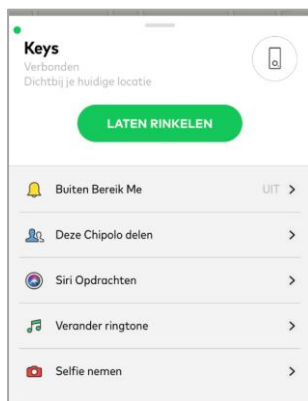 Keys
Verbonden
Dichtbij je huidige locatie
LATEN RINKELEN
Buiten Bereik Me UIT
Deze Chipolo delen
Siri Opdrachten
Verander ringtone
Selfie nemen